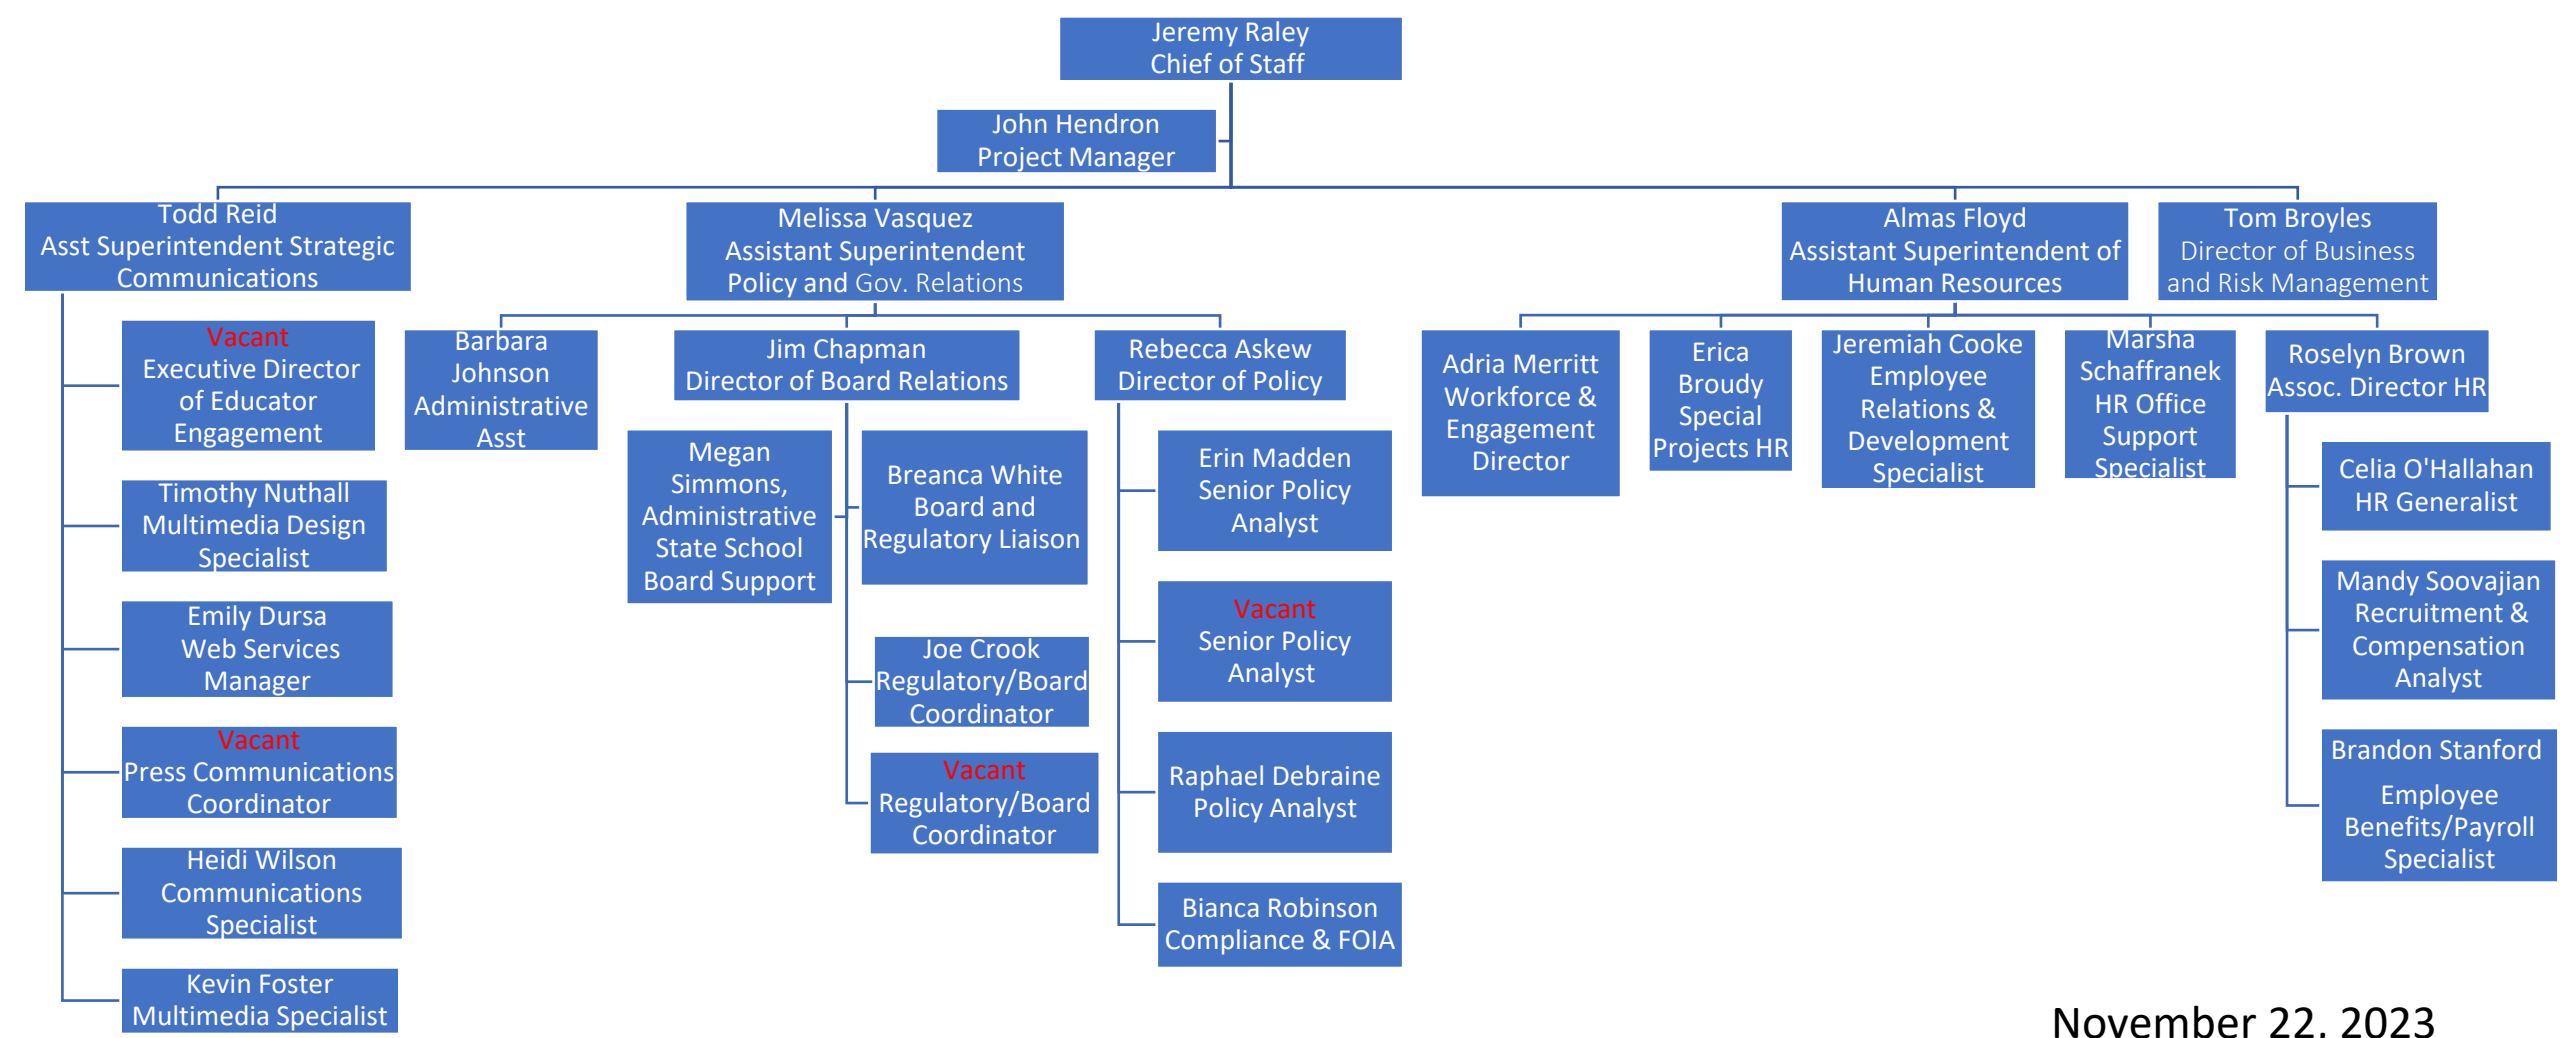 Jeremy Raley
Chief of Staff
John Hendron
Project Manager
Todd Reid
Asst Superintendent Strategic
Communications
Melissa Vasquez
Assistant Superintendent
Policy and Gov. Relations
Almas Floyd
Assistant Superintendent of
Human Resources
Tom Broyles
Director of Business
and Risk Management
Vacant
Executive Director
of Educator
Engagement
Timothy Nuthall
Multimedia Design
Specialist
Emily Dursa
Web Services
Manager
Vacant
Press Communications
Coordinator
Heidi Wilson
Communications
Specialist
Kevin Foster
Multimedia Specialist
Barbara
Johnson
Administrative
Asst
Jim Chapman
Director of Board Relations
Megan
Simmons,
Administrative
State School
Board Support
Breanca White
Board and
Regulatory Liaison
Joe Crook
Regulatory/Board
Coordinator
Vacant
Regulatory/Board
Coordinator
Rebecca Askew
Director of Policy
Erin Madden
Senior Policy
Analyst
Vacant
Senior Policy
Analyst
Raphael Debraine
Policy Analyst
Bianca Robinson
Compliance & FOIA
Adria Merritt
Workforce &
Engagement
Director
Erica
Broudy
Special
Projects HR
Jeremiah Cooke
Employee
Relations &
Development
Specialist
Marsha
Schaffranek
HR Office
Support
Specialist
Roselyn Brown
Assoc. Director HR
Celia O'Hallahan
HR Generalist
Mandy Soovajian
Recruitment &
Compensation
Analyst
Brandon Stanford
Employee
Benefits/Payroll
Specialist
November 22, 2023